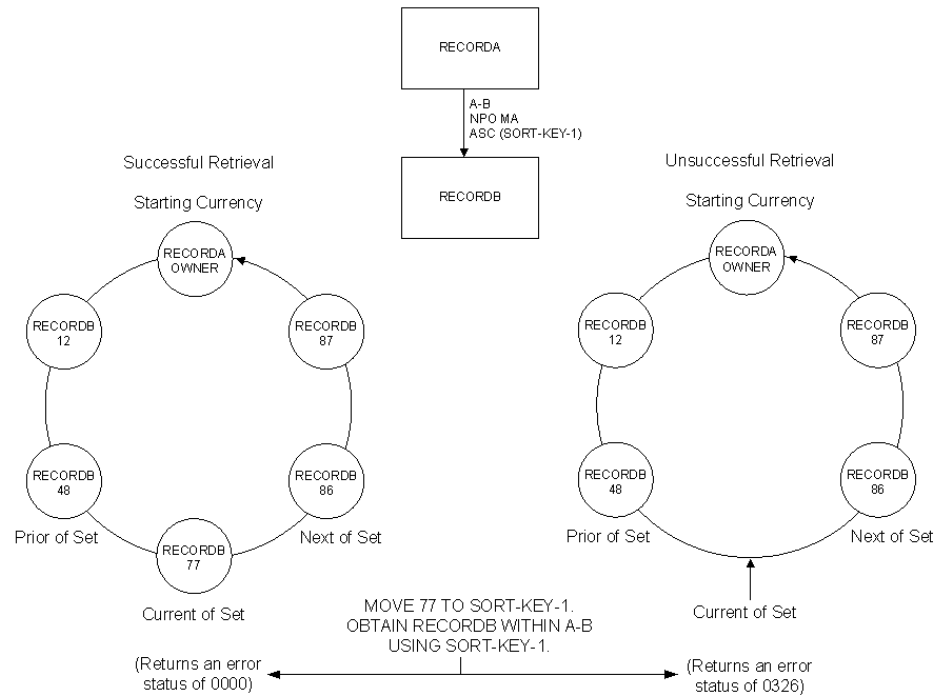 RECORDA
A-B
NPO MA
ASC (SORT-KEY-1)
RECORDB
Successful Retrieval
Starting Currency
RECORDA
OWNER
RECORDB
12
RECORDB
87
RECORDB
48
RECORDB
86
Prior of Set
Next of Set
RECORDB
77
Current of Set
(Returns an error
status of 0000)
Unsuccessful Retrieval
Starting Currency
RECORDA
OWNER
RECORDB
12
RECORDB
87
RECORDB
48
RECORDB
86
Prior of Set
Next of Set
Current of Set
(Returns an error
status of 0326)
MOVE 77 TO SORT-KEY-1.
OBTAIN RECORDB WITHIN A-B
USING SORT-KEY-1.